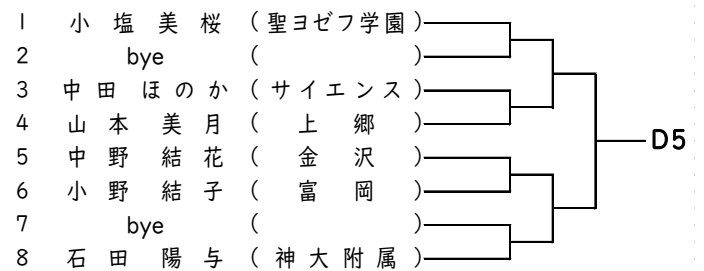 1 小塩美桜 (聖ヨゼフ学園)
2 bye ( )
3 中田ほのか (サイエンス)
4 山本美月 (上郷)
5 中野結花 (金沢)
6 小野結子 (富岡)
7 bye ( )
8 石田陽与 (神大附属)
D5